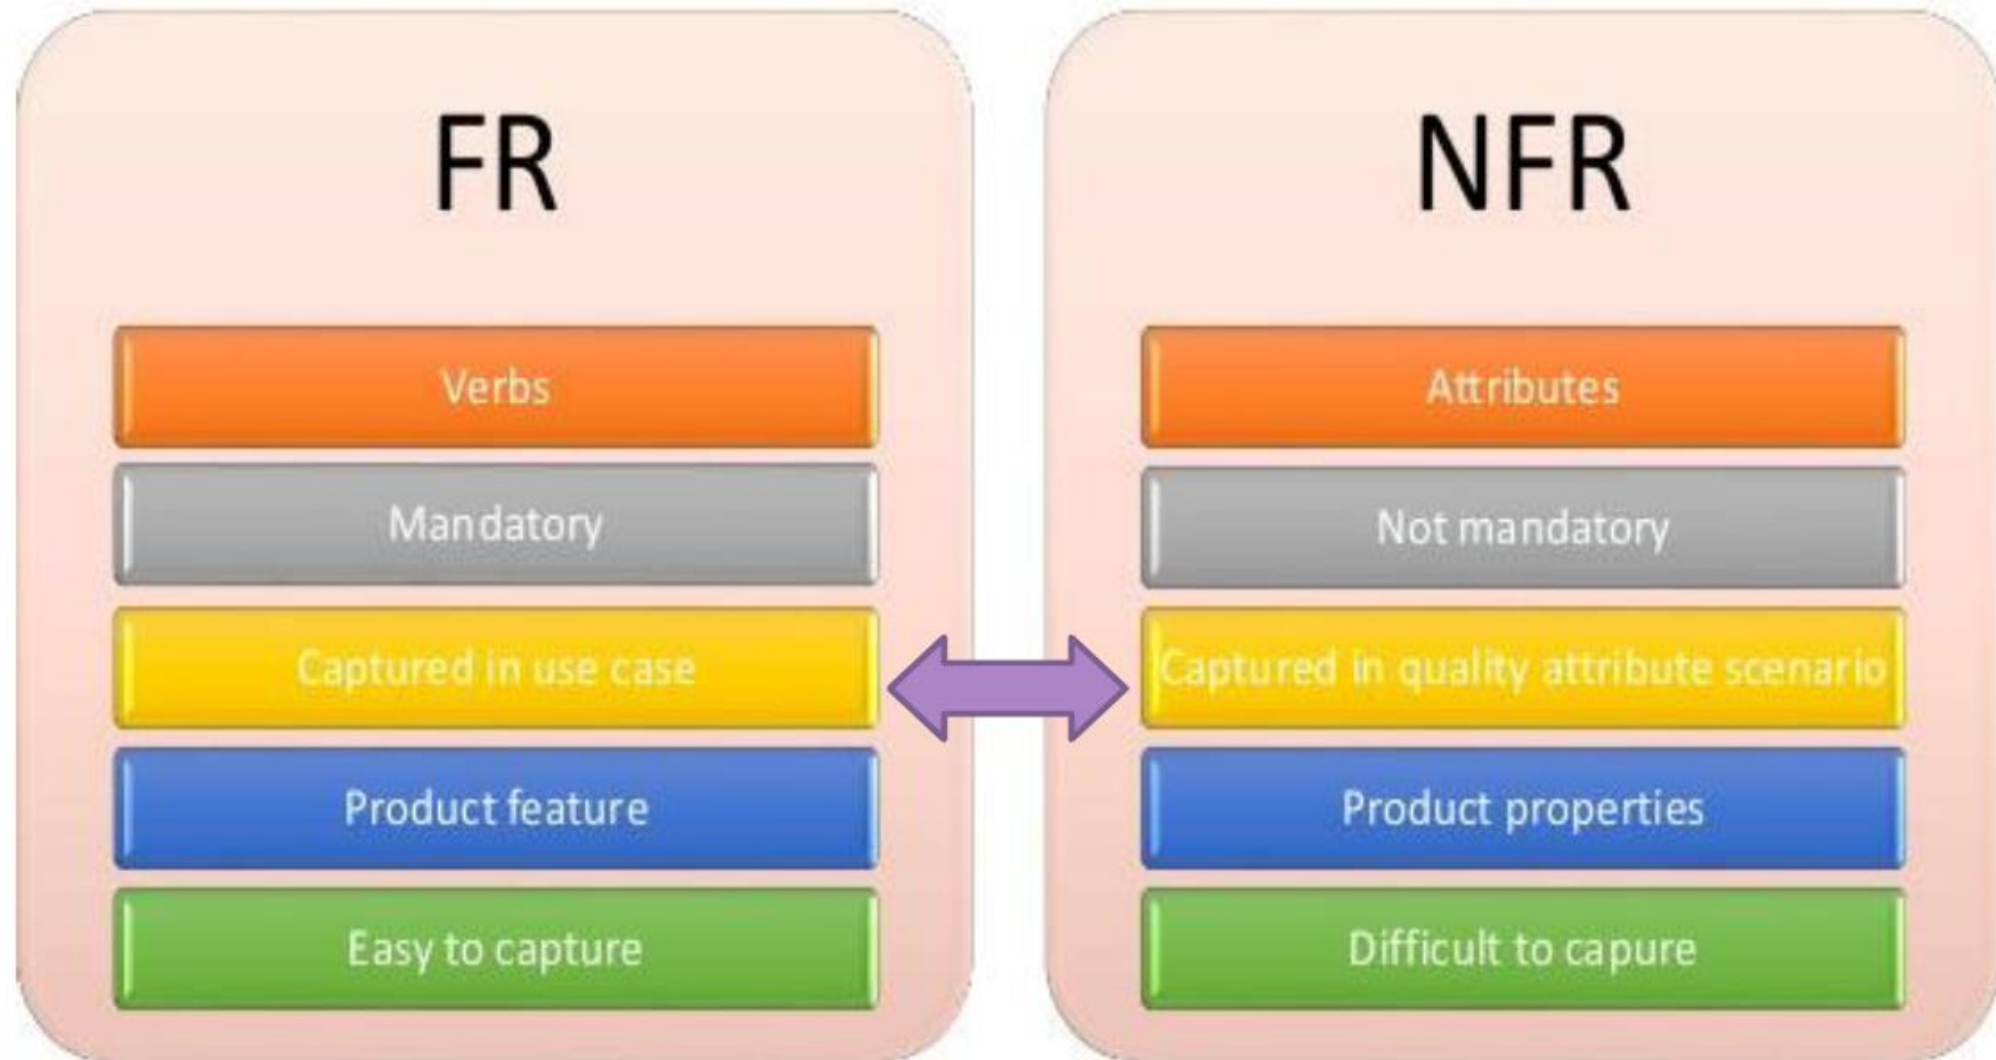 FR
Verbs
Mandatory
Captured in use case
Product feature
Easy to capture
NFR
Attributes
Not mandatory
Captured in quality attribute scenario
Product properties
Difficult to capure